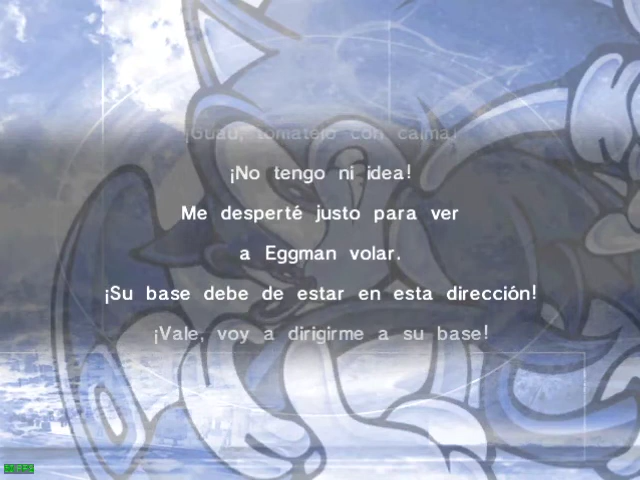 ¡Guau, tómatelo con calma!
¡No tengo ni idea!
Me desperté justo para ver
a Eggman volar.
¡Su base debe de estar en esta dirección!
¡Vale, voy a dirigirme a su base!